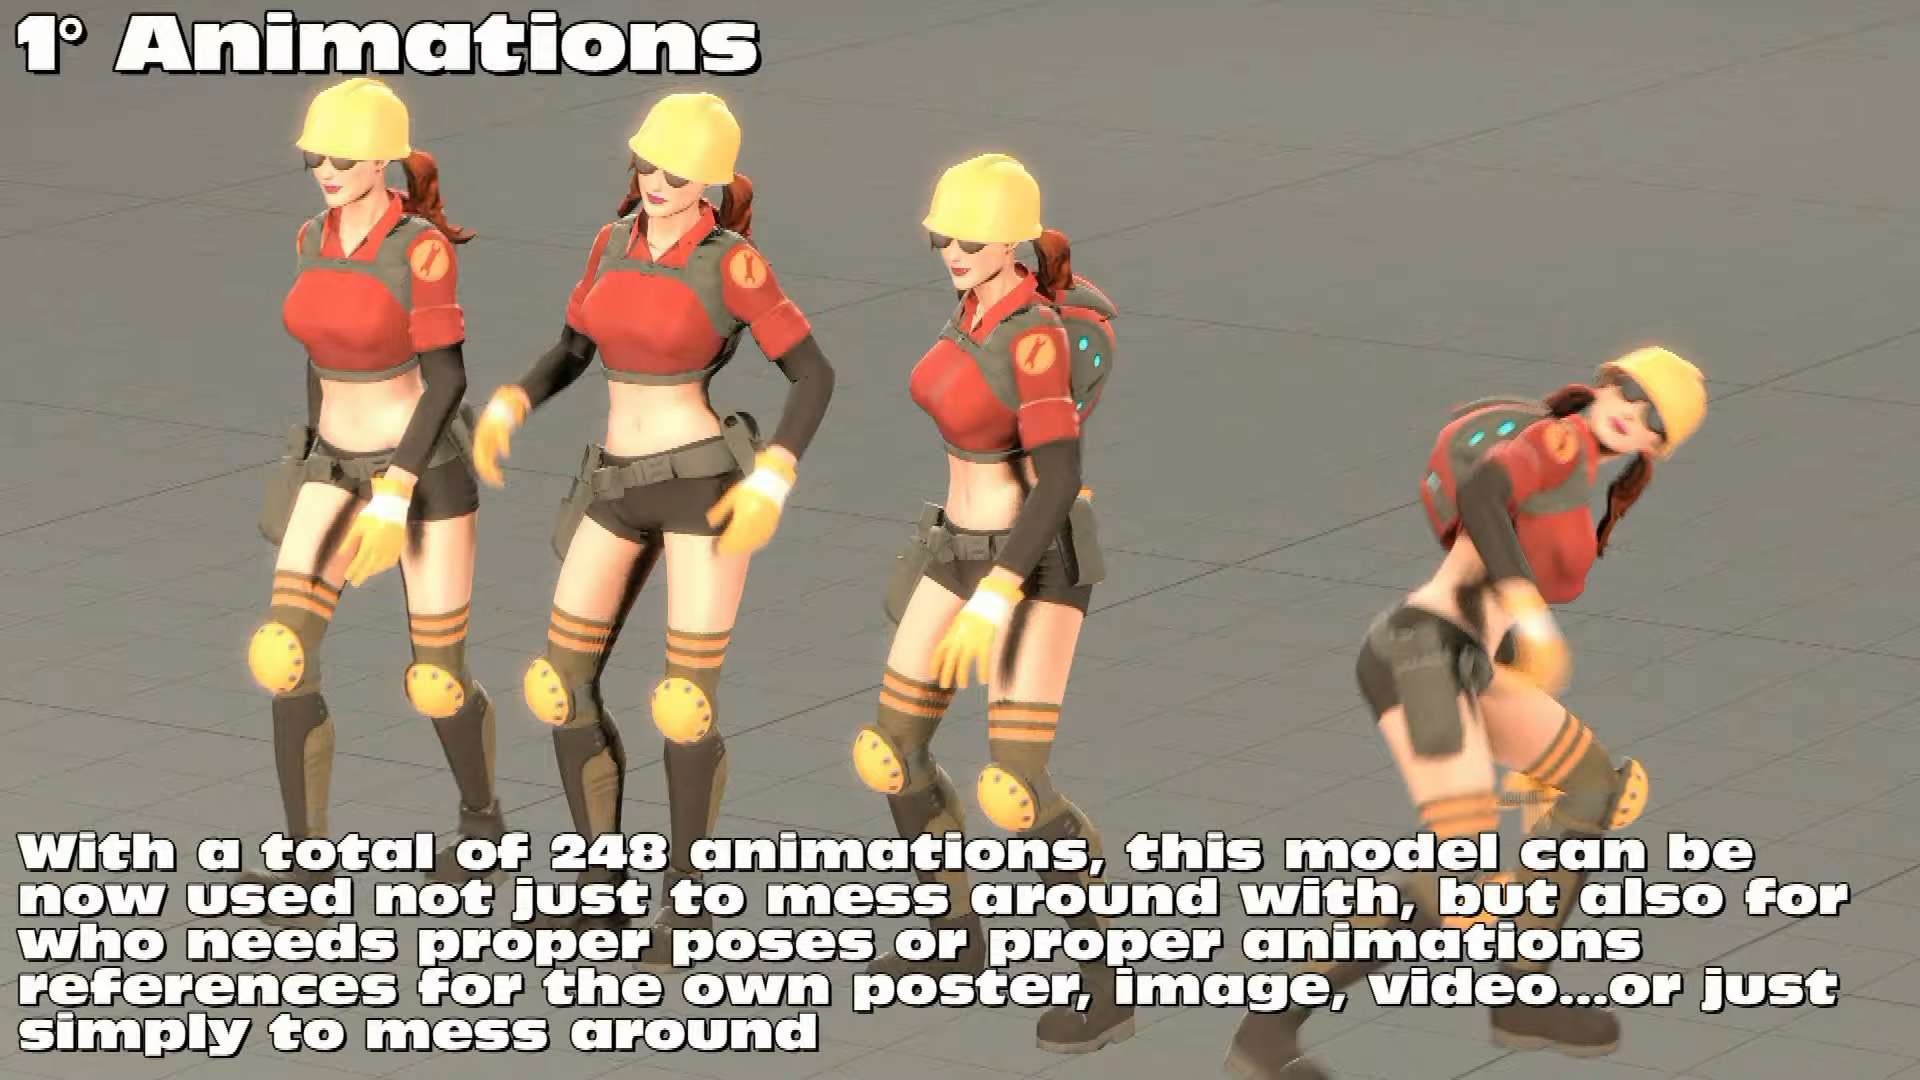 1° Animations
With a total of 248 animations, this model can be
now used not just to mess around with, but also for
who needs proper poses or proper animations
references for the own poster, image, video...or just
simply to mess around